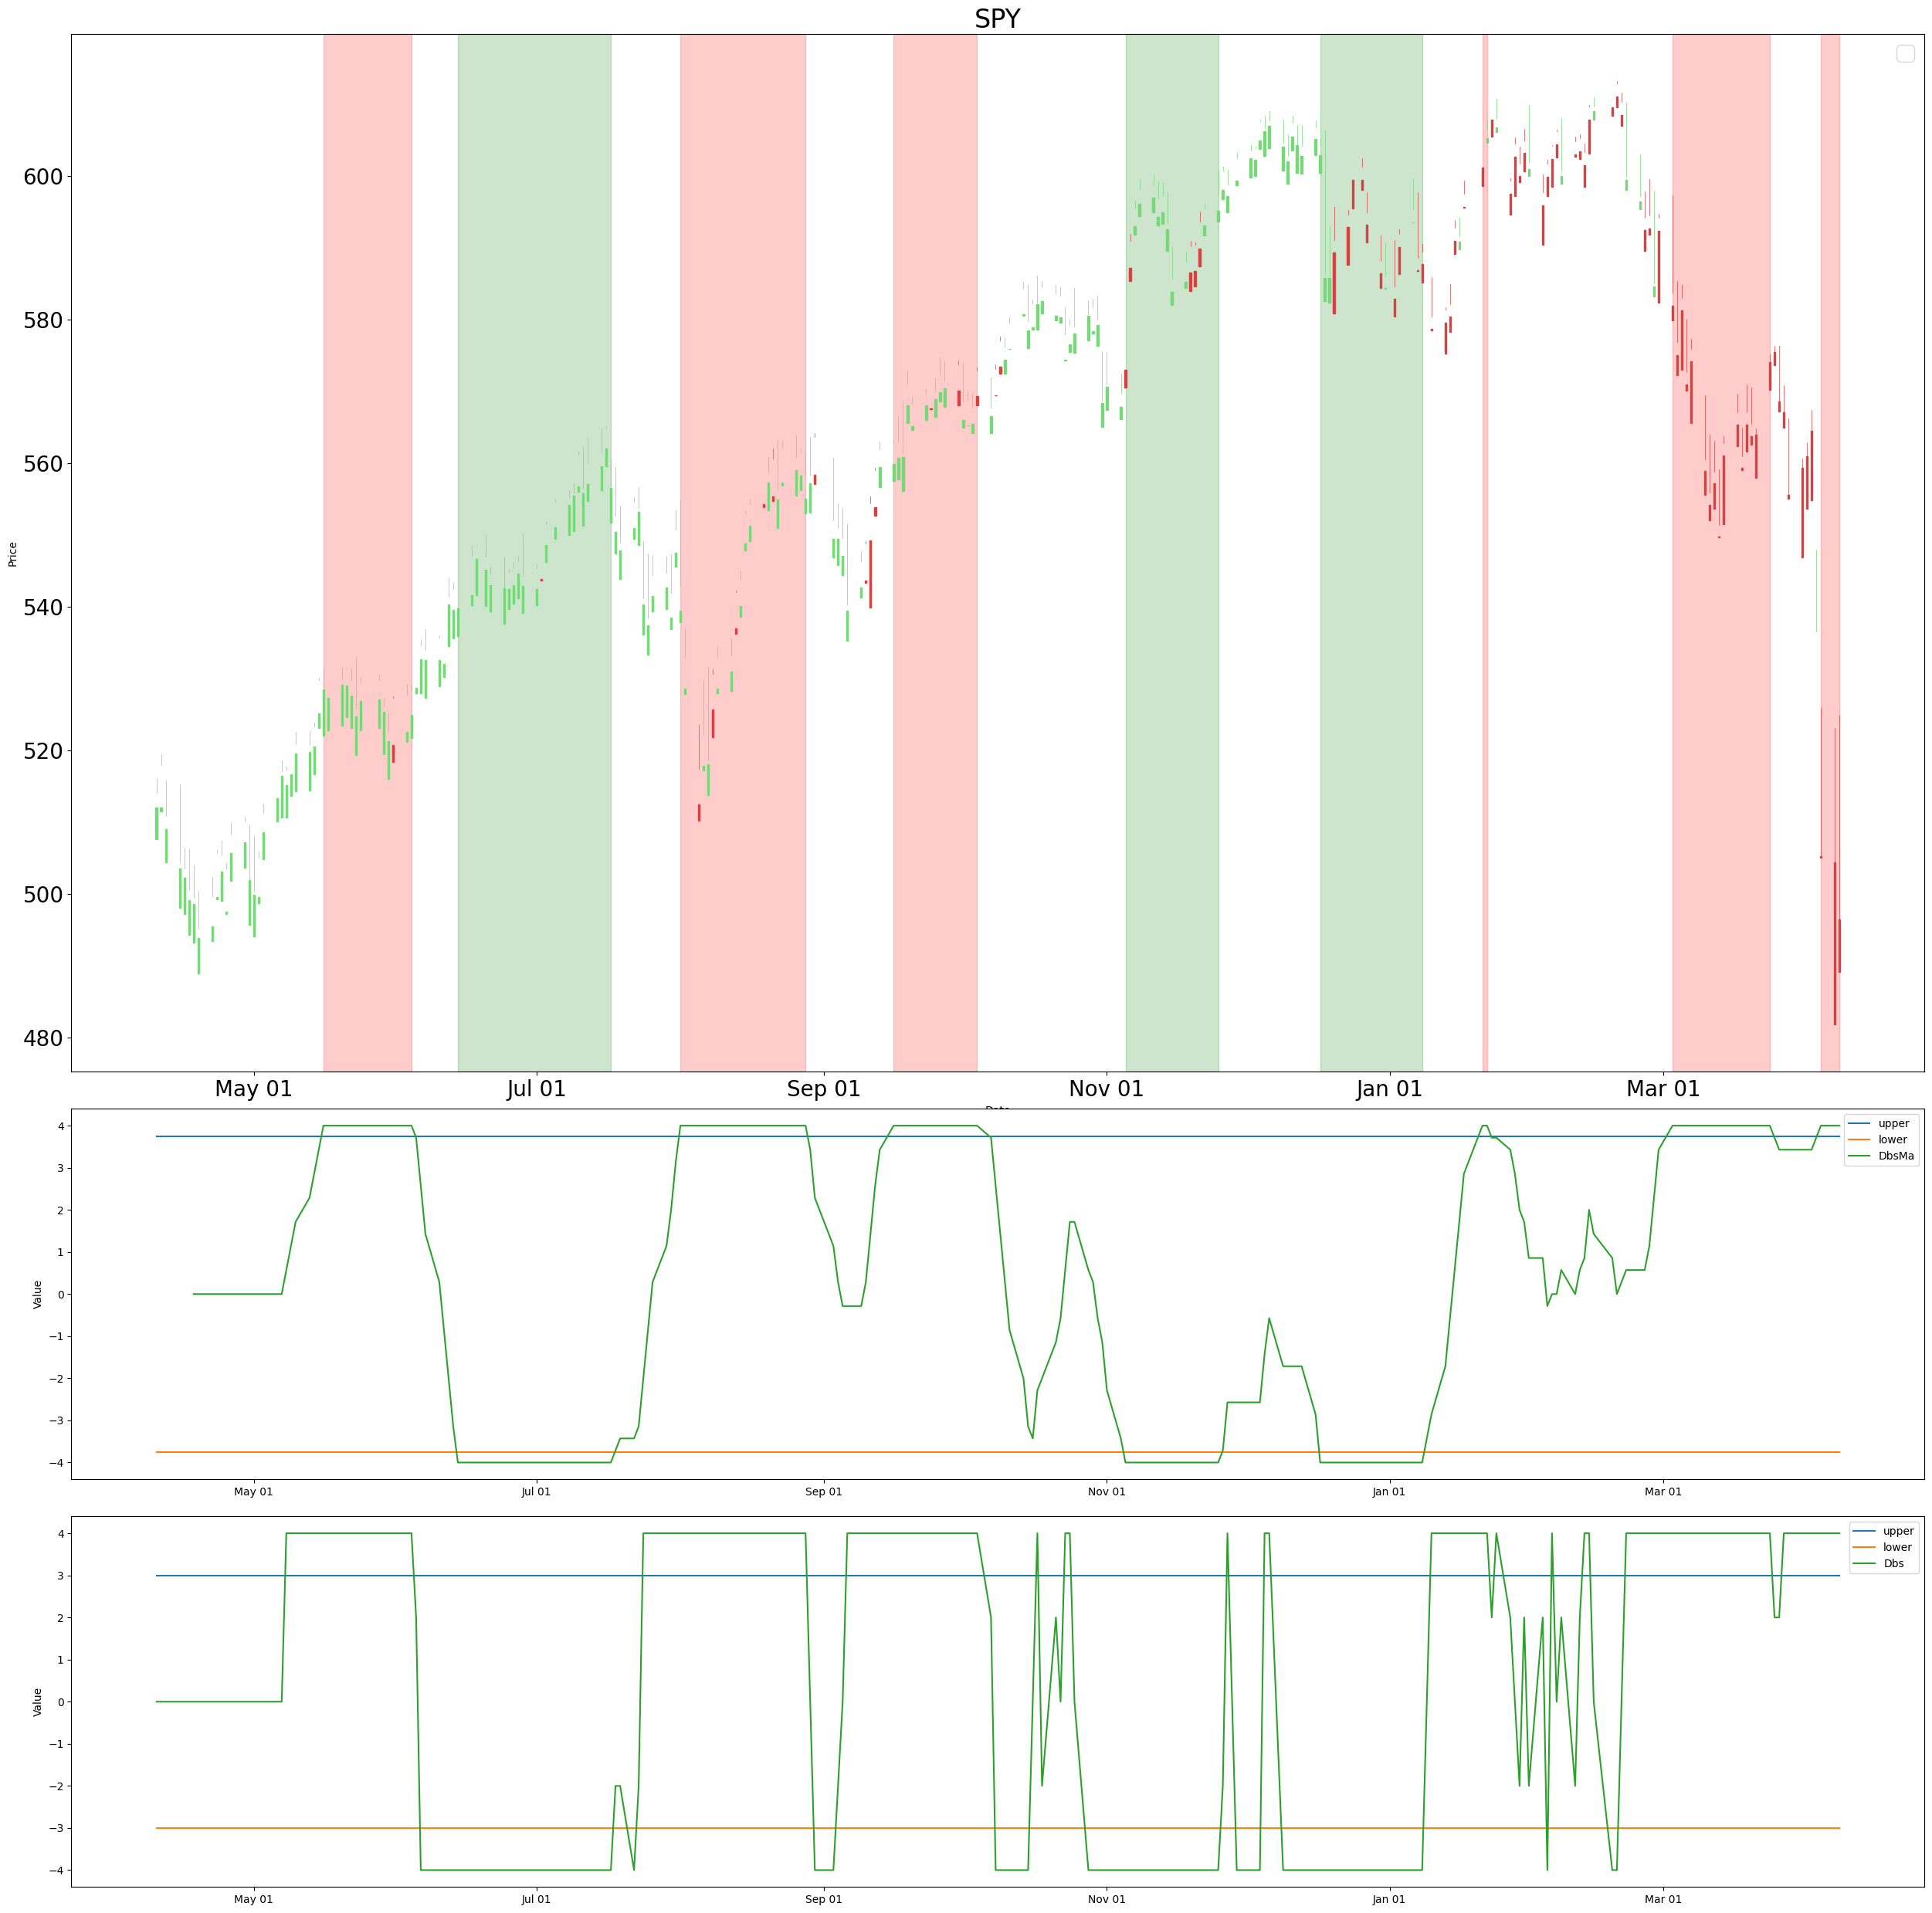 SPY
600
580
560
540
520
500
480
Price
May 01
Jul 01
Sep 01
Nov 01
Jan 01
Mar 01
4
3
2
1
0
−1
−2
−3
−4
Value
upper
lower
DbsMa
May 01
Jul 01
Sep 01
Nov 01
Jan 01
Mar 01
4
3
2
1
0
−1
−2
−3
−4
Value
upper
lower
Dbs
May 01
Jul 01
Sep 01
Nov 01
Jan 01
Mar 01